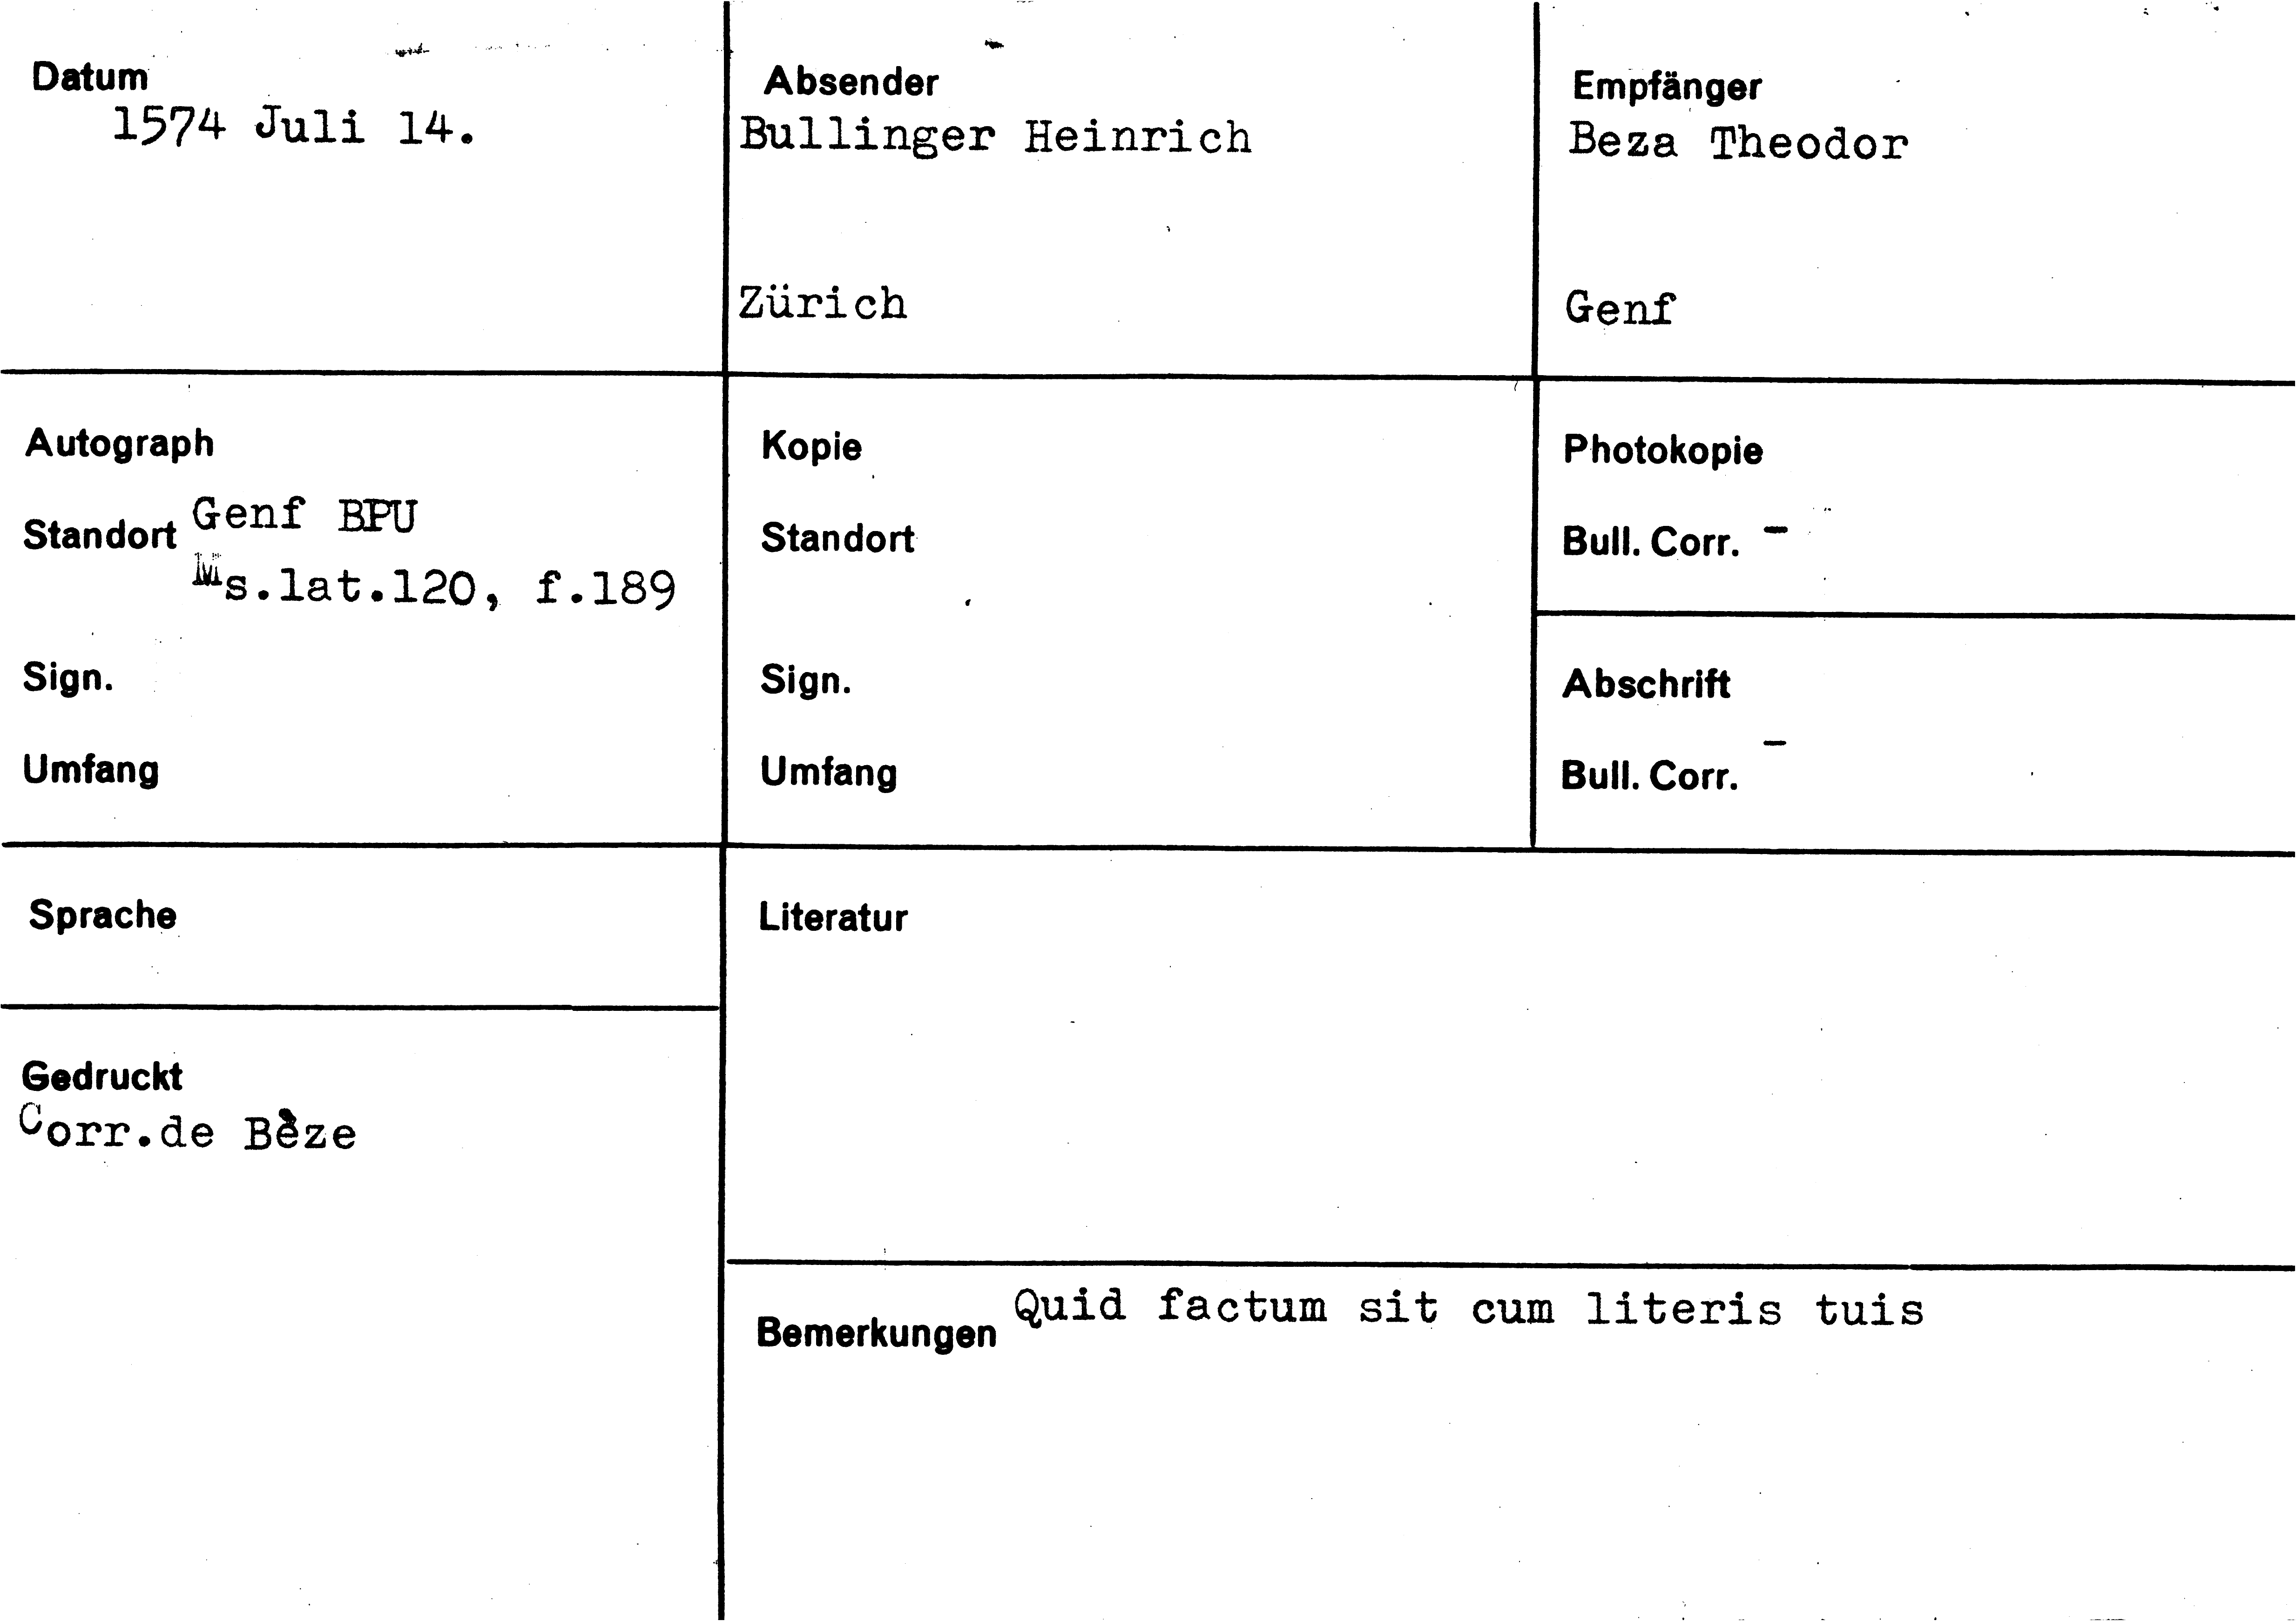 Datum
1574 Juli 14.
Absender
Bullinger Heinrich
Zürich
Empfänger
Beza Theodor
Genf
Autograph
Standort Genf BPU
Ms.lat.120, f.189
Sign.
Umfang
Kopie
Standort
Sign.
Umfang
Photokopie
Bull. Corr. -
Abschrift
-
Bull. Corr.
Sprache
Literatur
Gedruckt
Corr.de Bèze
Bemerkungen Quid factum sit cum literis tuis